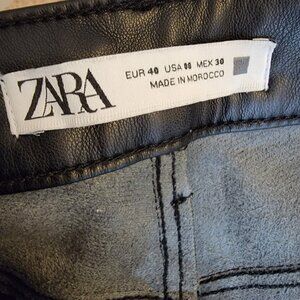 ZARA
EUR 40 USA 08 MEX 30
MADE IN MOROCCO